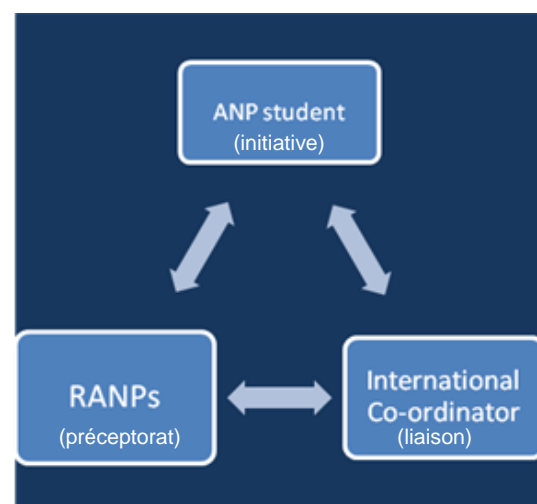 ANP student
(initiative)
RANPs
(préceptorat)
International
Co-ordinator
(liaison)